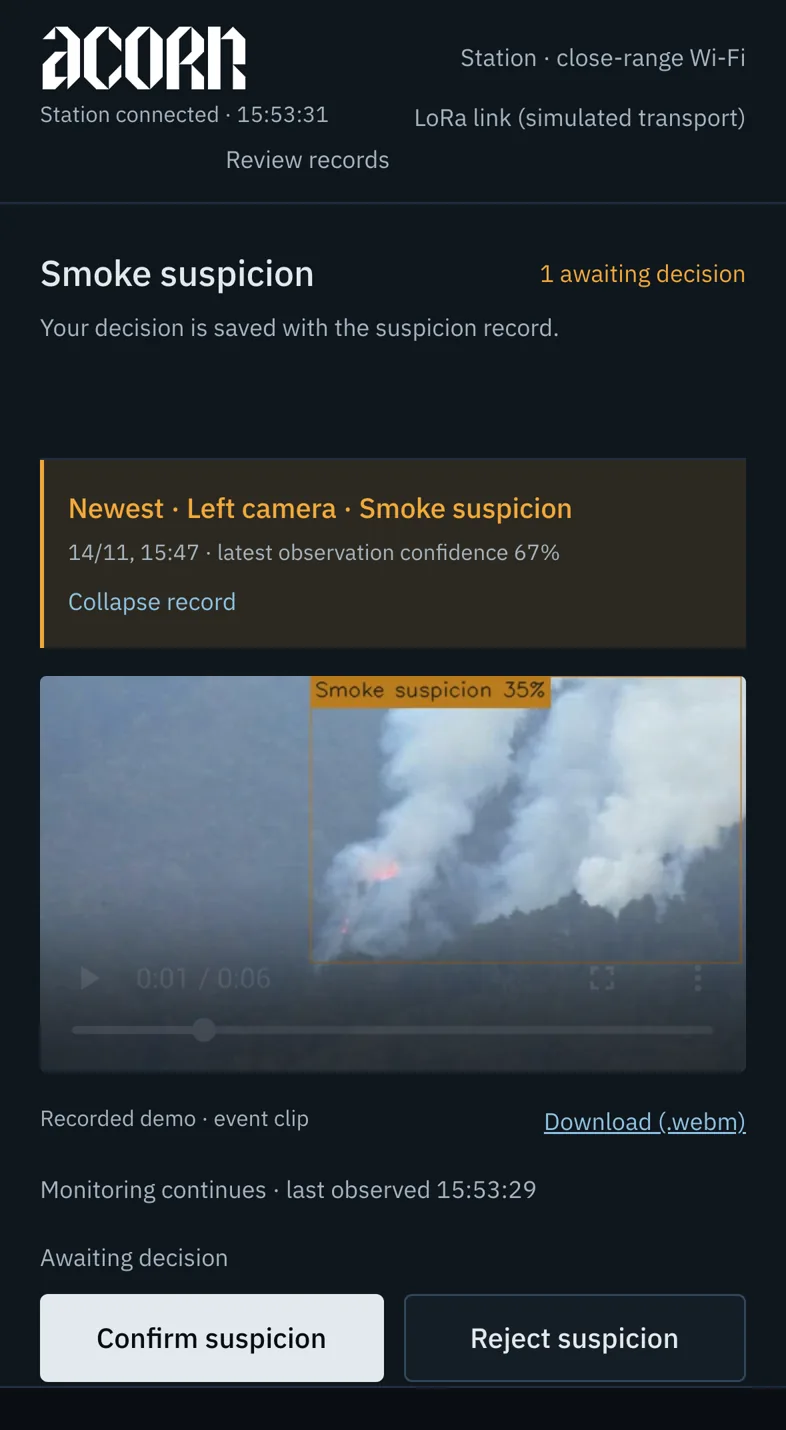 ACORN
Station · close-range Wi-Fi
Station connected · 15:53:31
LoRa link (simulated transport)
Review records
Smoke suspicion
1 awaiting decision
Your decision is saved with the suspicion record.
Newest · Left camera · Smoke suspicion
14/11, 15:47 · latest observation confidence 67%
Collapse record
Smoke suspicion 35%
0:01 / 0:06
Recorded demo · event clip
Download (.webm)
Monitoring continues · last observed 15:53:29
Awaiting decision
Confirm suspicion
Reject suspicion